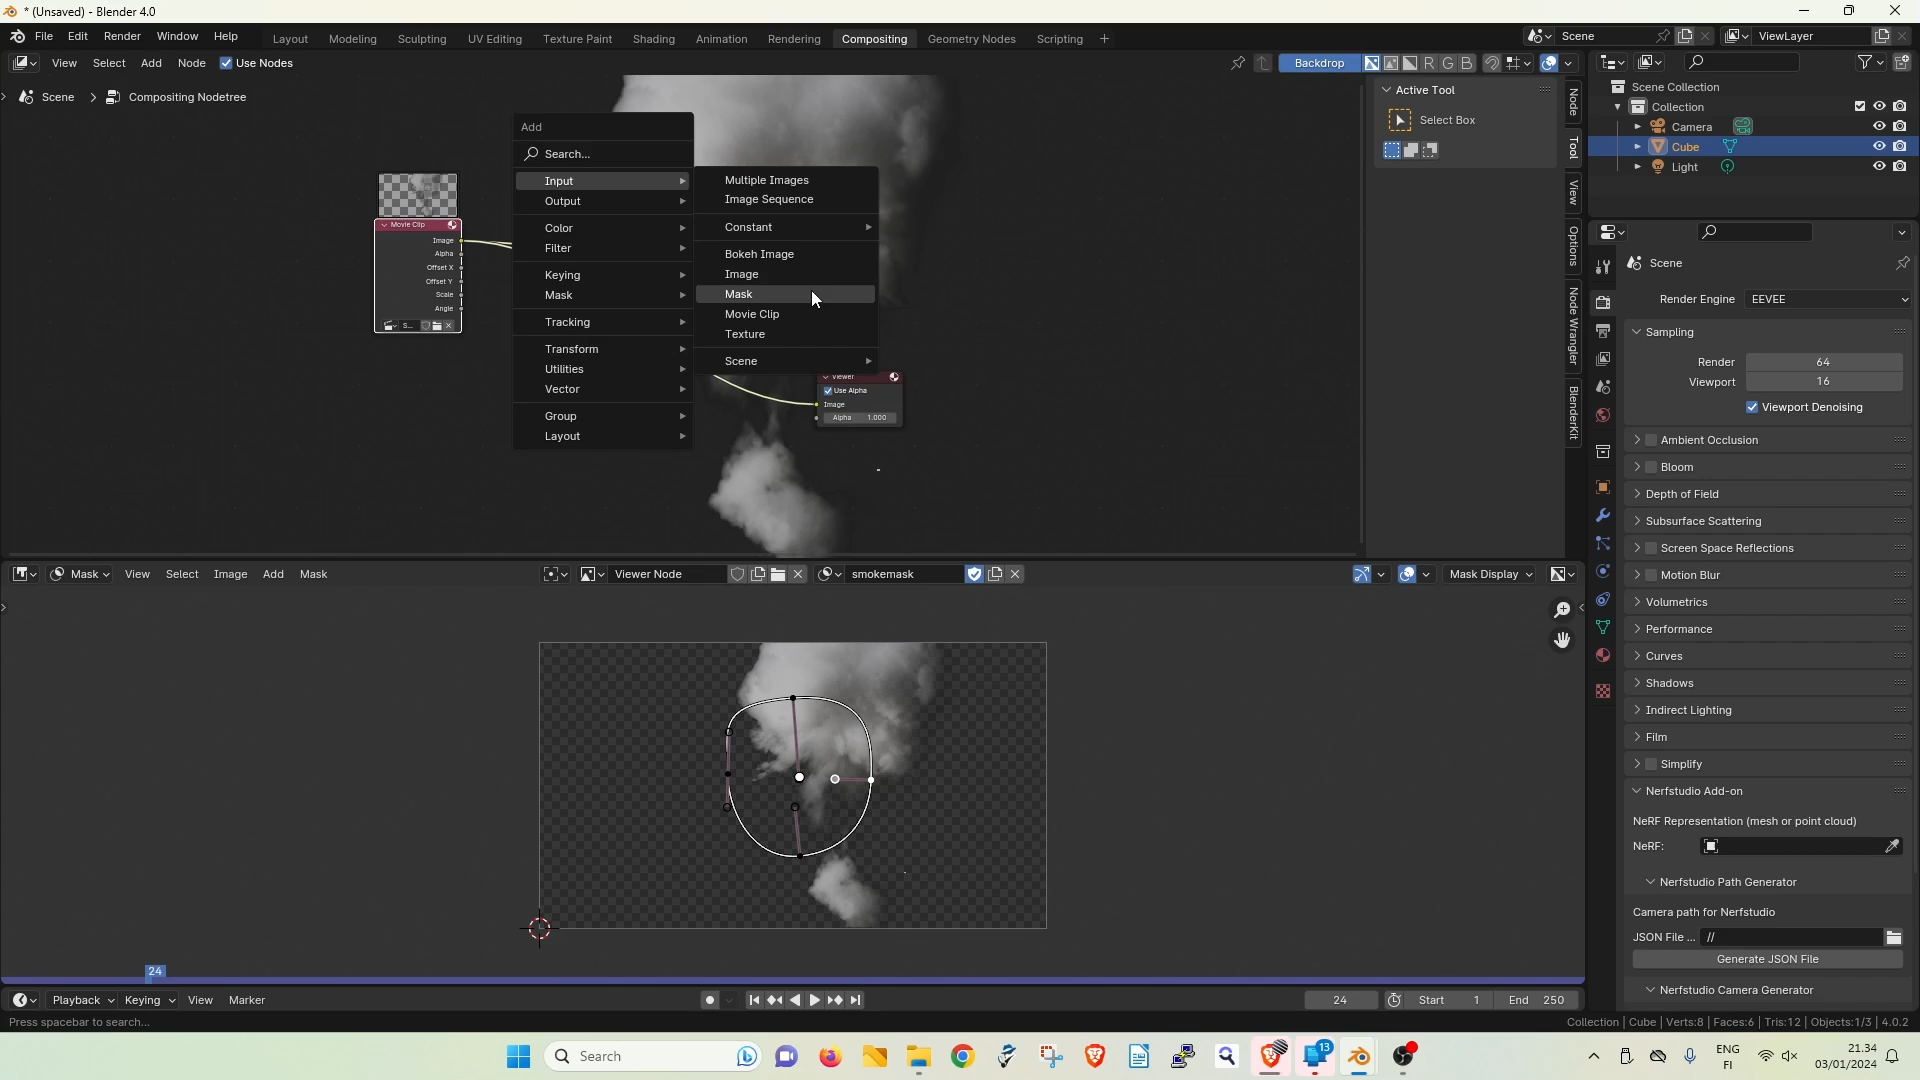 * (Unsaved) - Blender 4.0
File Edit Render Window Help Layout Modeling Sculpting UV Editing Texture Paint Shading Animation Rendering Compositing Geometry Nodes Scripting + Scene ViewLayer
View Select Add Node Use Nodes Backdrop R G B
Scene > Compositing Nodetree
Active Tool
Select Box
Node
Tool
View
Options
Node Wrangler
BlenderKit
Add
Search...
Input
Output
Color
Filter
Keying
Mask
Tracking
Transform
Utilities
Vector
Group
Layout
Multiple Images
Image Sequence
Constant
Bokeh Image
Image
Mask
Movie Clip
Texture
Scene
Movie Clip
Image
Alpha
Offset X
Offset Y
Scale
Angle
S...
Viewer
Use Alpha
Image
Alpha 1.000
Scene Collection
Collection
Camera
Cube
Light
Scene
Render Engine EEVEE
Sampling
Render 64
Viewport 16
Viewport Denoising
Ambient Occlusion
Bloom
Depth of Field
Subsurface Scattering
Screen Space Reflections
Motion Blur
Volumetrics
Performance
Curves
Shadows
Indirect Lighting
Film
Simplify
Nerfstudio Add-on
NeRF Representation (mesh or point cloud)
NeRF:
Nerfstudio Path Generator
Camera path for Nerfstudio
JSON File ... //
Generate JSON File
Nerfstudio Camera Generator
Mask View Select Image Add Mask Viewer Node smokemask Mask Display
24
Playback Keying View Marker 24 Start 1 End 250
Press spacebar to search... Collection | Cube | Verts:8 | Faces:6 | Tris:12 | Objects:1/3 | 4.0.2
Search 13 ENG 21.34
FI 03/01/2024